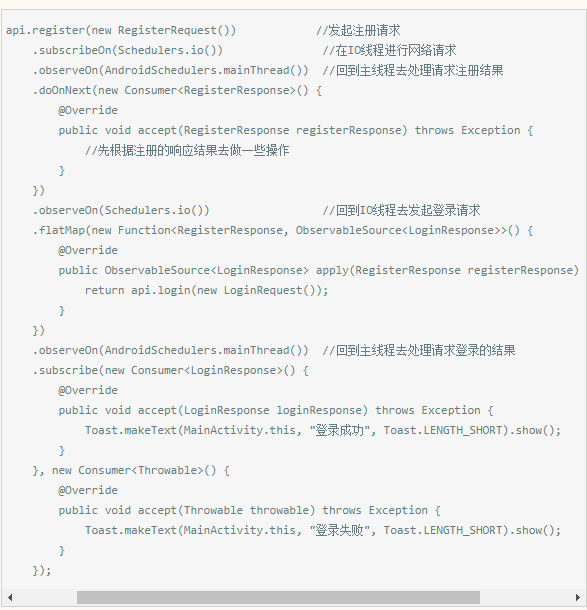 api.register(new RegisterRequest())            //发起注册请求
    .subscribeOn(Schedulers.io())               //在IO线程进行网络请求
    .observeOn(AndroidSchedulers.mainThread())  //回到主线程去处理请求注册结果
    .doOnNext(new Consumer<RegisterResponse>() {
        @Override
        public void accept(RegisterResponse registerResponse) throws Exception {
            //先根据注册的响应结果去做一些操作
        }
    })
    .observeOn(Schedulers.io())                 //回到IO线程去发起登录请求
    .flatMap(new Function<RegisterResponse, ObservableSource<LoginResponse>>() {
        @Override
        public ObservableSource<LoginResponse> apply(RegisterResponse registerResponse)
            return api.login(new LoginRequest());
        }
    })
    .observeOn(AndroidSchedulers.mainThread())  //回到主线程去处理请求登录的结果
    .subscribe(new Consumer<LoginResponse>() {
        @Override
        public void accept(LoginResponse loginResponse) throws Exception {
            Toast.makeText(MainActivity.this, "登录成功", Toast.LENGTH_SHORT).show();
        }
    }, new Consumer<Throwable>() {
        @Override
        public void accept(Throwable throwable) throws Exception {
            Toast.makeText(MainActivity.this, "登录失败", Toast.LENGTH_SHORT).show();
        }
    });